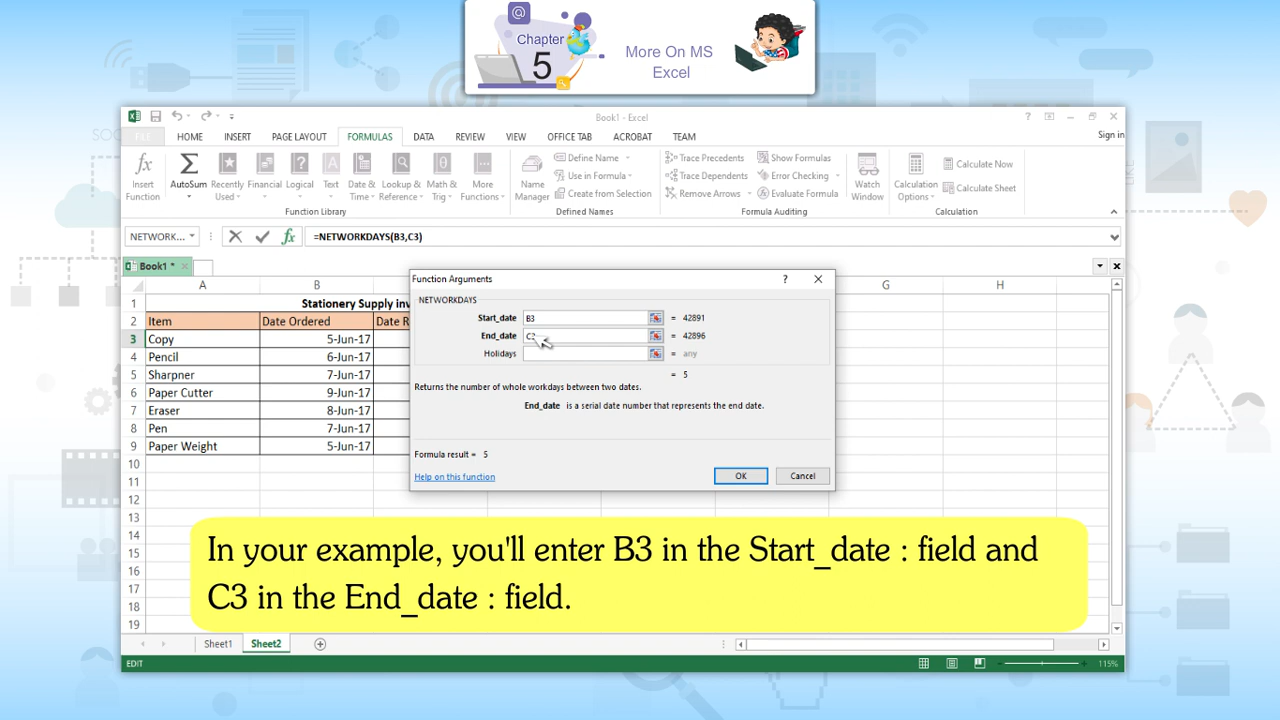 Chapter
5
More On MS
Excel
Book1 - Excel
Sign in
FILE HOME INSERT PAGE LAYOUT FORMULAS DATA REVIEW VIEW OFFICE TAB ACROBAT TEAM
Insert Function
AutoSum
Recently Used
Financial
Logical
Text
Date & Time
Lookup & Reference
Math & Trig
More Functions
Function Library
Name Manager
Define Name
Use in Formula
Create from Selection
Defined Names
Trace Precedents
Trace Dependents
Remove Arrows
Show Formulas
Error Checking
Evaluate Formula
Formula Auditing
Watch Window
Calculation Options
Calculate Now
Calculate Sheet
Calculation
NETWORK... fx =NETWORKDAYS(B3,C3)
Book1 *
A B G H
1 Stationery Supply inv
2 Item Date Ordered Date R
3 Copy 5-Jun-17
4 Pencil 6-Jun-17
5 Sharpner 7-Jun-17
6 Paper Cutter 9-Jun-17
7 Eraser 8-Jun-17
8 Pen 7-Jun-17
9 Paper Weight 5-Jun-17
10
11
12
13
14
15
16
17
18
19
Function Arguments
NETWORKDAYS
Start_date B3 = 42891
End_date = 42896
Holidays = any
= 5
Returns the number of whole workdays between two dates.
End_date is a serial date number that represents the end date.
Formula result = 5
Help on this function
OK Cancel
In your example, you'll enter B3 in the Start_date : field and
C3 in the End_date : field.
Sheet1 Sheet2
EDIT 115%